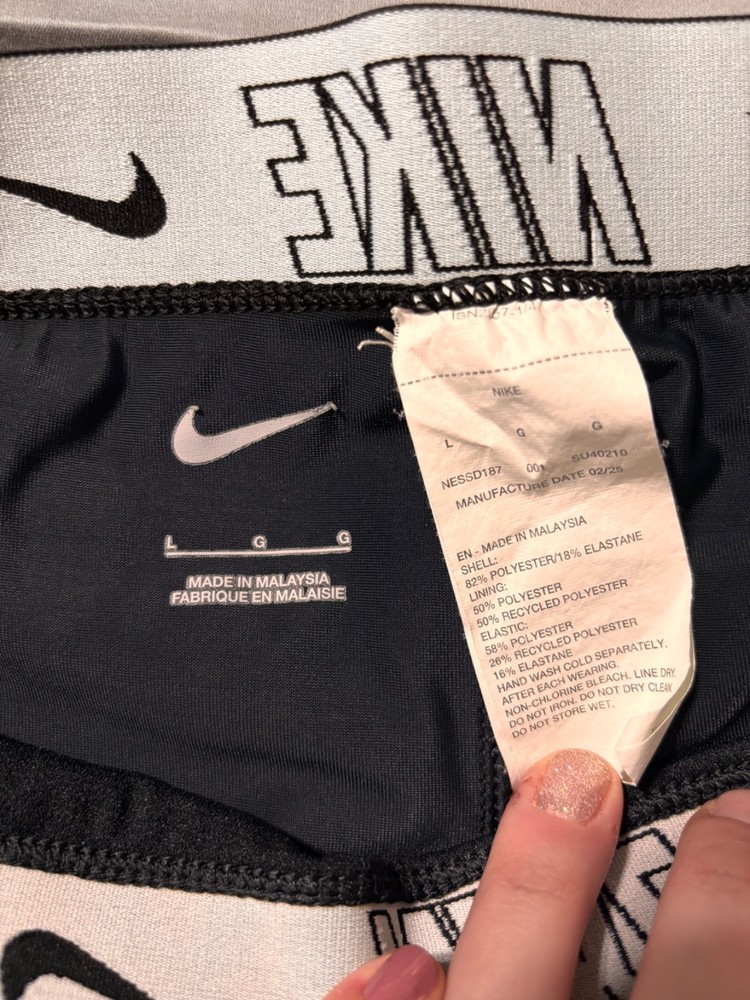 NIKE
L G G
MADE IN MALAYSIA
FABRIQUE EN MALAISIE
NIKE
L G G
NESSD187 001 SU40210
MANUFACTURE DATE 02/25
EN - MADE IN MALAYSIA
SHELL:
82% POLYESTER/18% ELASTANE
LINING:
50% POLYESTER
50% RECYCLED POLYESTER
ELASTIC:
58% POLYESTER
26% RECYCLED POLYESTER
16% ELASTANE
HAND WASH COLD SEPARATELY.
AFTER EACH WEARING.
NON-CHLORINE BLEACH. LINE DRY.
DO NOT IRON. DO NOT DRY CLEAN.
DO NOT STORE WET.